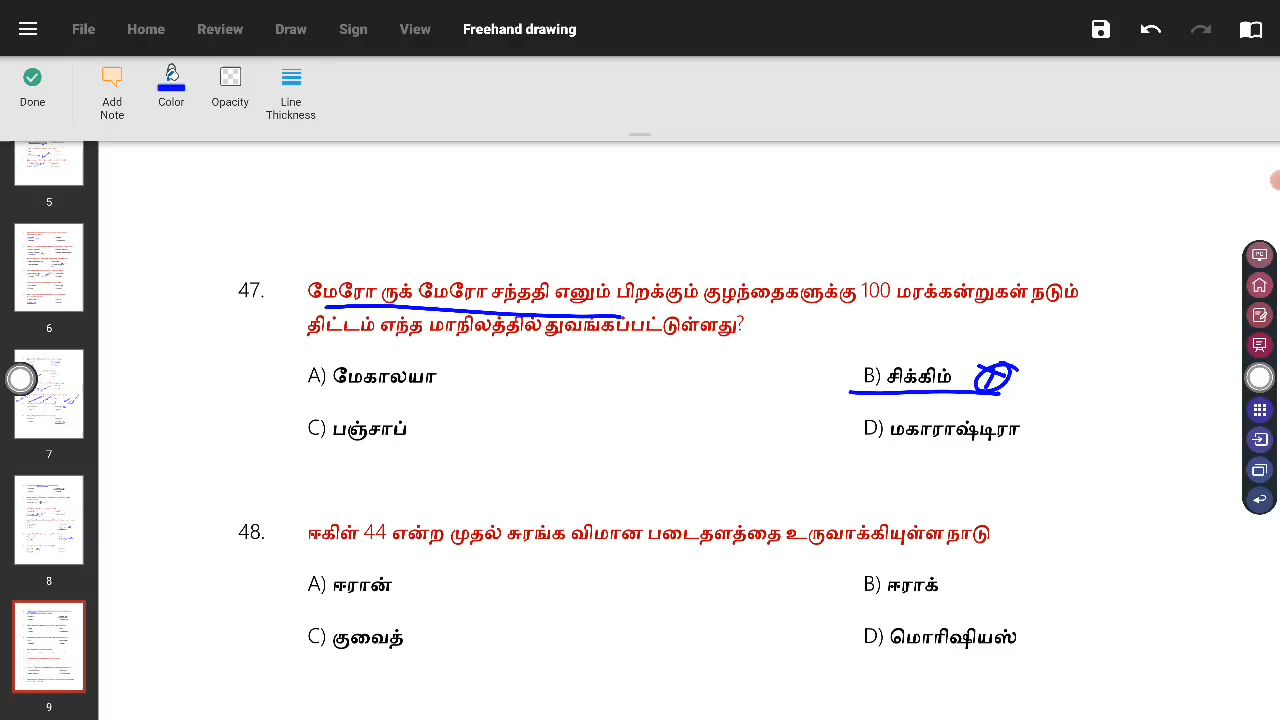 File Home Review Draw Sign View Freehand drawing
Done Add Note Color Opacity Line Thickness
5
6
7
8
9
47. மேரோ ருக் மேரோ சந்ததி எனும் பிறக்கும் குழந்தைகளுக்கு 100 மரக்கன்றுகள் நடும்
திட்டம் எந்த மாநிலத்தில் துவங்கப்பட்டுள்ளது?
A) மேகாலயா B) சிக்கிம்
C) பஞ்சாப் D) மகாராஷ்டிரா
48. ஈகிள் 44 என்ற முதல் சுரங்க விமான படைதளத்தை உருவாக்கியுள்ள நாடு
A) ஈரான் B) ஈராக்
C) குவைத் D) மொரிஷியஸ்